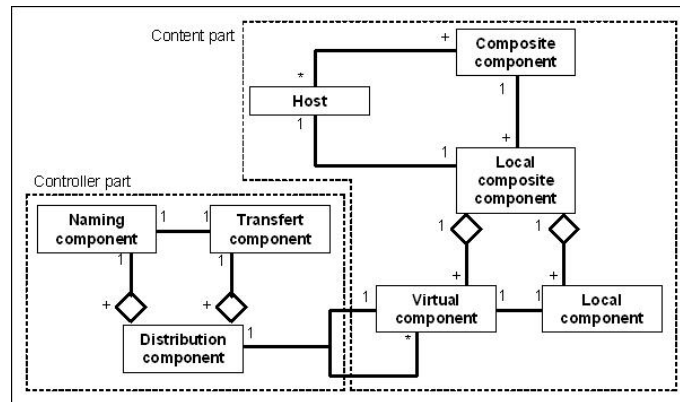 Content part
+
Composite
component
*
1
Host
1
1
+
Local
composite
component
Controller part
Naming
component
1
1
Transfert
component
1
1
1
1
+
+
+
+
1
Virtual
component
1
1
Local
component
Distribution
component
1
*